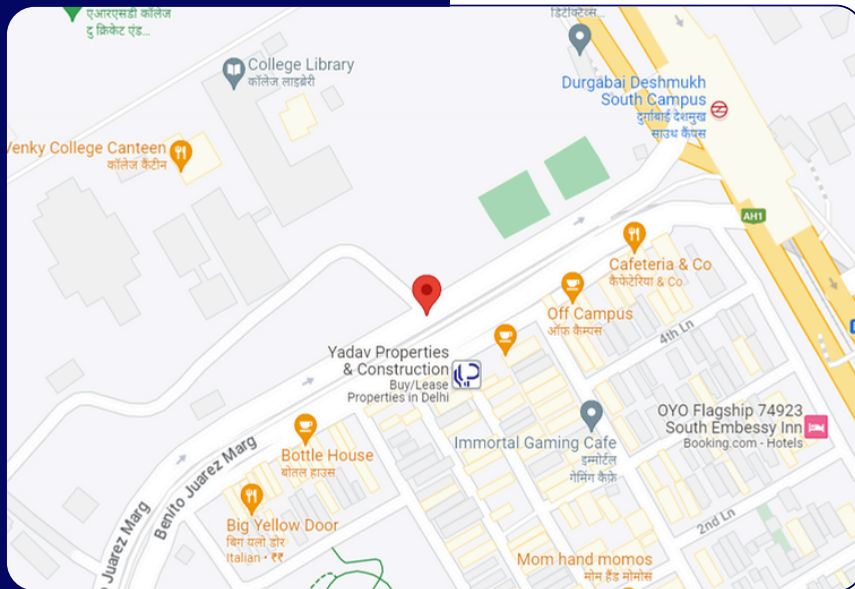 एआरएसडी कॉलेज
दु क्रिकेट एंड...
डिटेक्टिव्स...
College Library
कॉलेज लाइब्रेरी
Durgabai Deshmukh
South Campus
दुर्गाबाई देशमुख
साउथ कैंपस
Venky College Canteen
कॉलेज कैंटीन
AH1
Cafeteria & Co
कैफेटेरिया & Co
Off Campus
ऑफ़ कैम्पस
4th Ln
Yadav Properties
& Construction
Buy/Lease
Properties in Delhi
OYO Flagship 74923
South Embessy Inn
Booking.com - Hotels
Immortal Gaming Cafe
इम्मोर्टल
गेमिंग कैफ़े
Bottle House
बोतल हाउस
Benito Juarez Marg
Juarez Marg
Big Yellow Door
बिग यलो डोर
Italian • ₹₹
2nd Ln
Mom hand momos
मोम हैंड मोमोस